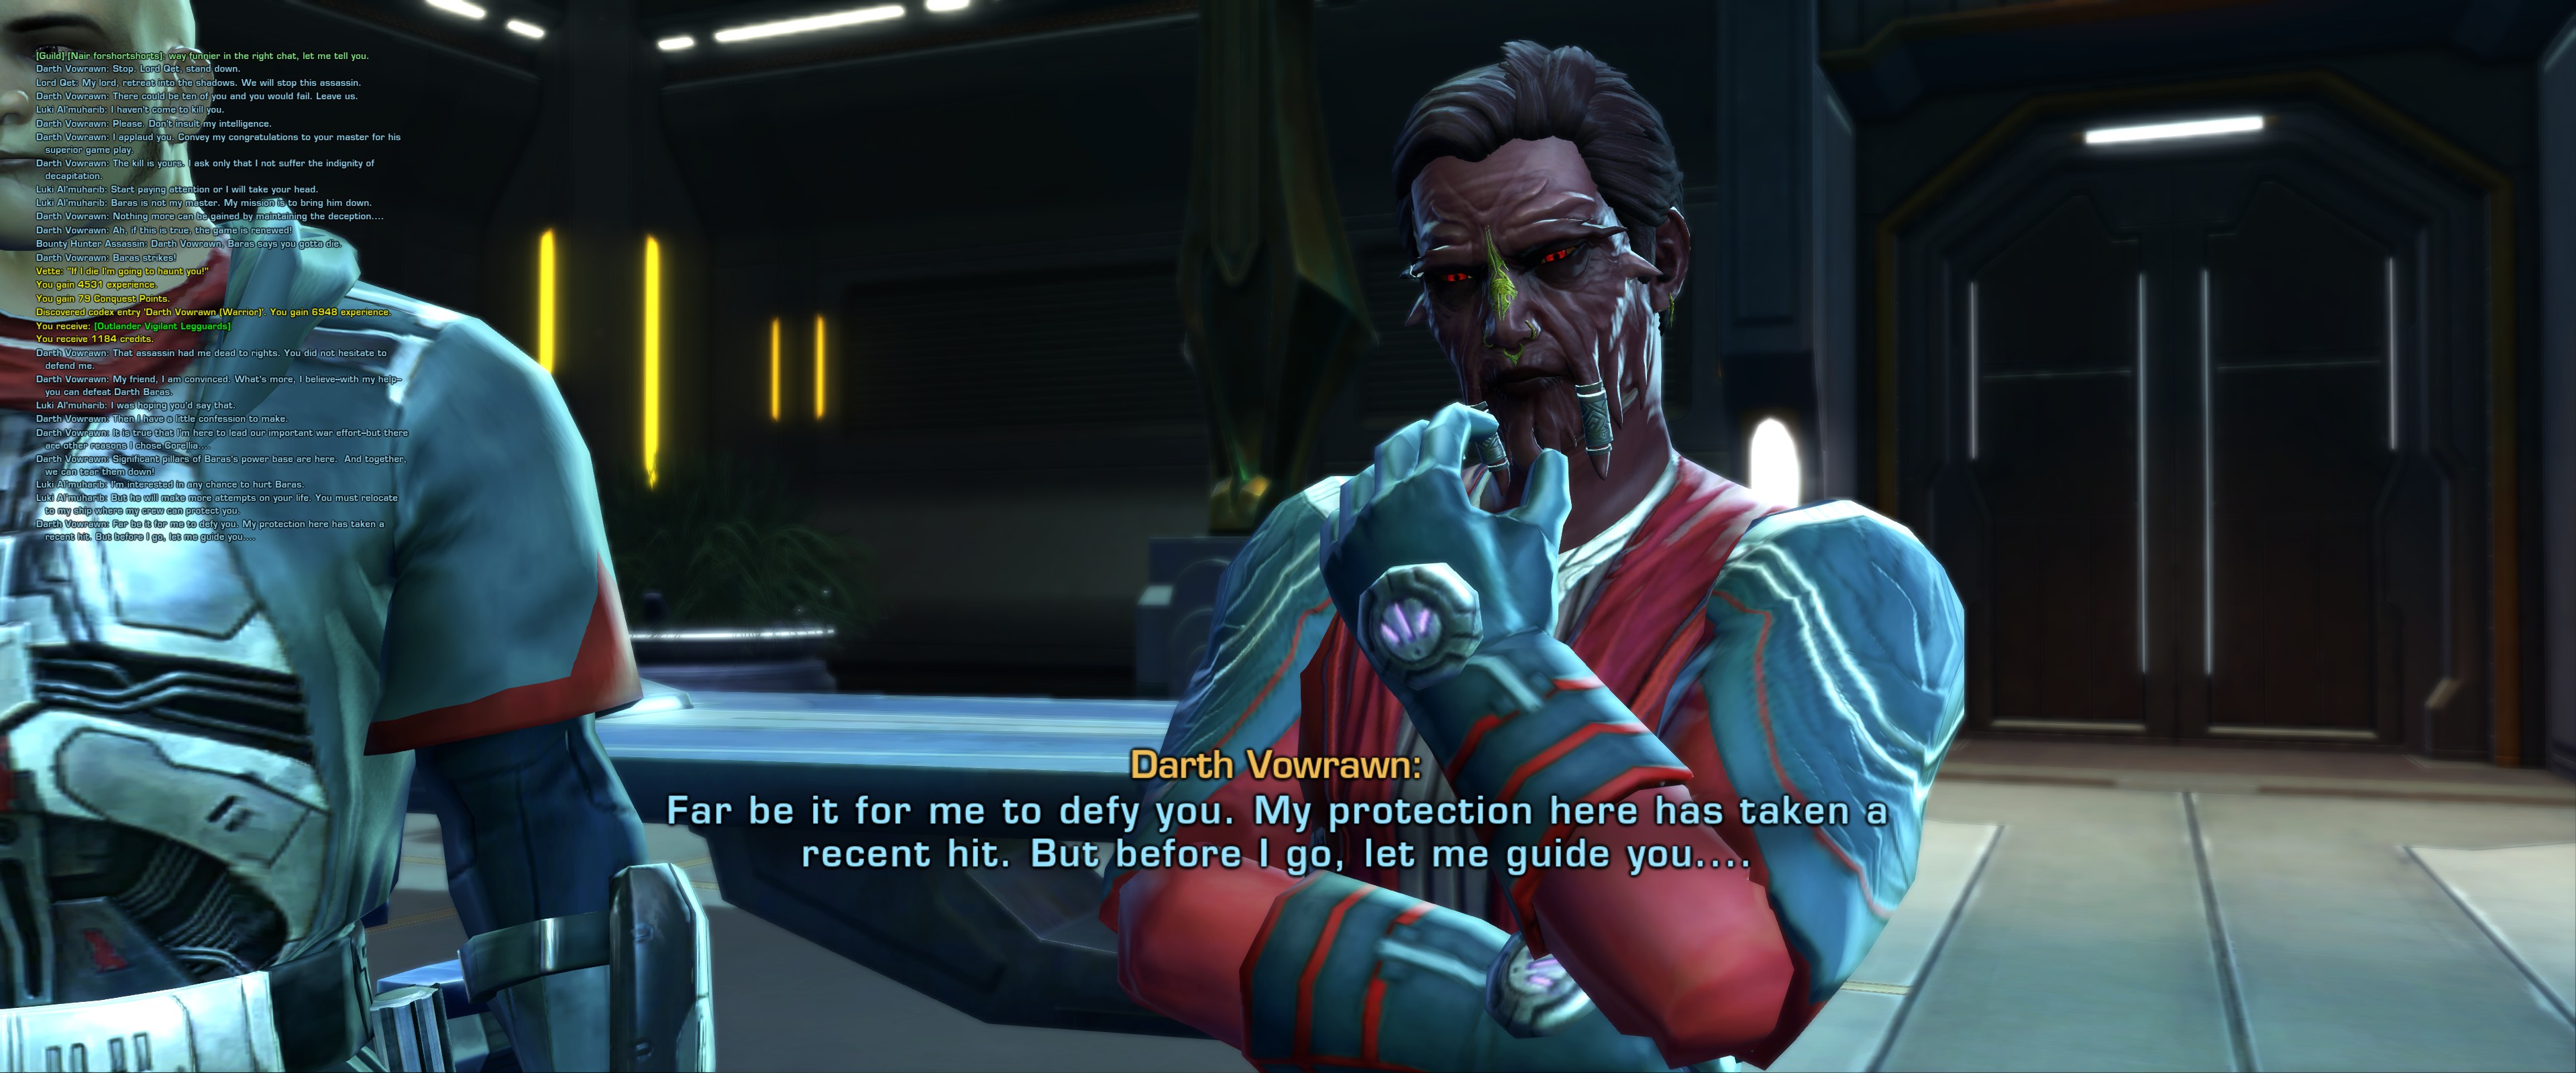 [Guild] [Nair forshortshorts]: way funnier in the right chat, let me tell you.
Darth Vowrawn: Stop. Lord Qet, stand down.
Lord Qet: My lord, retreat into the shadows. We will stop this assassin.
Darth Vowrawn: There could be ten of you and you would fail. Leave us.
Luki Al'muharib: I haven't come to kill you.
Darth Vowrawn: Please. Don't insult my intelligence.
Darth Vowrawn: I applaud you. Convey my congratulations to your master for his
superior game play.
Darth Vowrawn: The kill is yours. I ask only that I not suffer the indignity of
decapitation.
Luki Al'muharib: Start paying attention or I will take your head.
Luki Al'muharib: Baras is not my master. My mission is to bring him down.
Darth Vowrawn: Nothing more can be gained by maintaining the deception....
Darth Vowrawn: Ah, if this is true, the game is renewed!
Bounty Hunter Assassin: Darth Vowrawn, Baras says you gotta die.
Darth Vowrawn: Baras strikes!
Vette: "If I die I'm going to haunt you!"
You gain 4531 experience.
You gain 79 Conquest Points.
Discovered codex entry 'Darth Vowrawn (Warrior)'. You gain 6948 experience.
You receive: [Outlander Vigilant Legguards]
You receive 1184 credits.
Darth Vowrawn: That assassin had me dead to rights. You did not hesitate to
defend me.
Darth Vowrawn: My friend, I am convinced. What's more, I believe–with my help–
you can defeat Darth Baras.
Luki Al'muharib: I was hoping you'd say that.
Darth Vowrawn: Then I have a little confession to make.
Darth Vowrawn: It is true that I'm here to lead our important war effort–but there
are other reasons I chose Corellia....
Darth Vowrawn: Significant pillars of Baras's power base are here.  And together,
we can tear them down!
Luki Al'muharib: I'm interested in any chance to hurt Baras.
Luki Al'muharib: But he will make more attempts on your life. You must relocate
to my ship where my crew can protect you.
Darth Vowrawn: Far be it for me to defy you. My protection here has taken a
recent hit. But before I go, let me guide you....
Darth Vowrawn:
Far be it for me to defy you. My protection here has taken a
recent hit. But before I go, let me guide you....